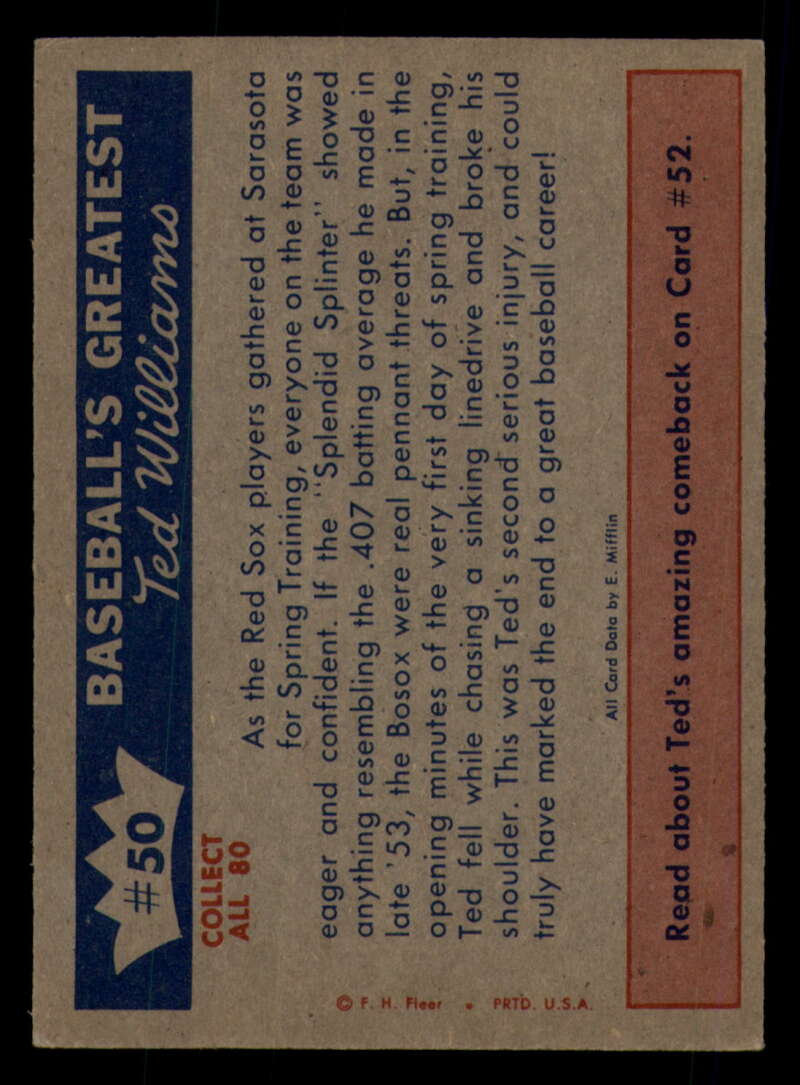 #50
BASEBALL'S GREATEST
Ted Williams
COLLECT
ALL 80
As the Red Sox players gathered at Sarasota
for Spring Training, everyone on the team was
eager and confident. If the "Splendid Splinter" showed
anything resembling the .407 batting average he made in
late '53, the Bosox were real pennant threats. But, in the
opening minutes of the very first day of spring training,
Ted fell while chasing a sinking linedrive and broke his
shoulder. This was Ted's second serious injury, and could
truly have marked the end to a great baseball career!
All Card Data by E. Mifflin
© F. H. Fleer • PRTD. U.S.A.
Read about Ted's amazing comeback on Card #52.